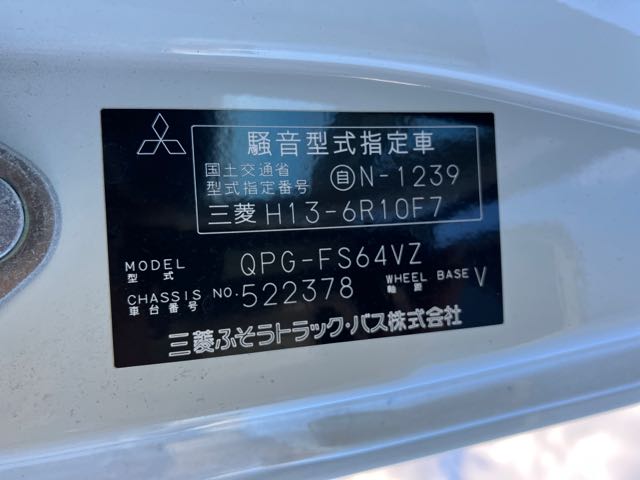 騒音型式指定車
国土交通省
型式指定番号 自N-1239
三菱 H13-6R10F7
MODEL 型式 QPG-FS64VZ
CHASSIS NO. 車台番号 522378 WHEEL BASE 軸距 V
三菱ふそうトラック・バス株式会社